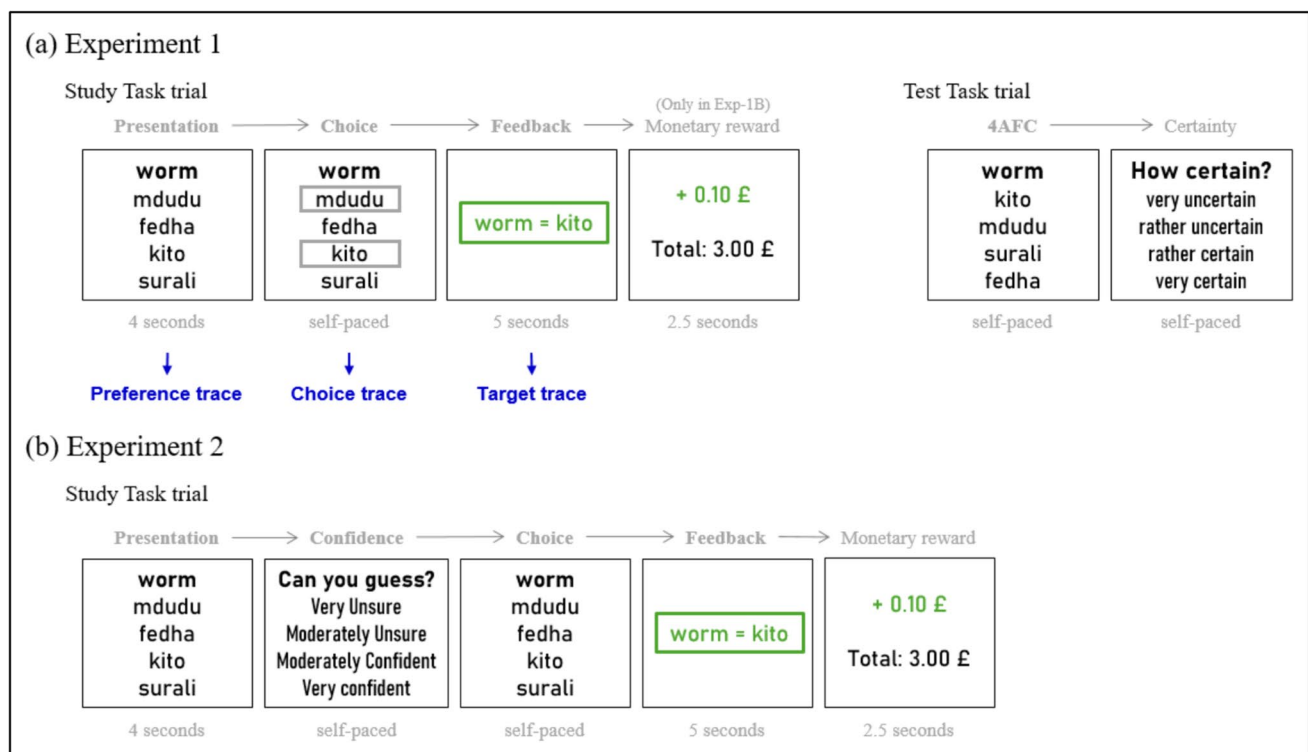 (a) Experiment 1
Study Task trial
Presentation
Choice
Feedback
(Only in Exp-1B)
Monetary reward
worm
mdudu
fedha
kito
surali
worm
mdudu
fedha
kito
surali
worm = kito
+ 0.10 £
Total: 3.00 £
4 seconds
self-paced
5 seconds
2.5 seconds
Preference trace
Choice trace
Target trace
Test Task trial
4AFC
Certainty
worm
kito
mdudu
surali
fedha
How certain?
very uncertain
rather uncertain
rather certain
very certain
self-paced
self-paced
(b) Experiment 2
Study Task trial
Presentation
Confidence
Choice
Feedback
Monetary reward
worm
mdudu
fedha
kito
surali
Can you guess?
Very Unsure
Moderately Unsure
Moderately Confident
Very confident
worm
mdudu
fedha
kito
surali
worm = kito
+ 0.10 £
Total: 3.00 £
4 seconds
self-paced
self-paced
5 seconds
2.5 seconds